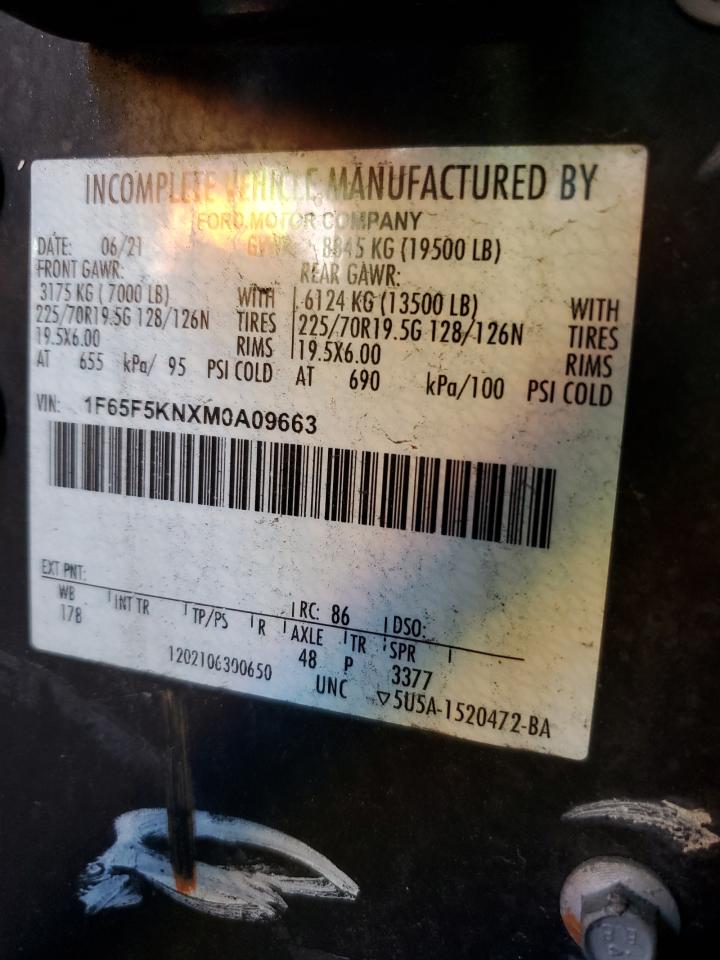 INCOMPLETE VEHICLE MANUFACTURED BY
FORD MOTOR COMPANY
DATE: 06/21 GVWR: 8845 KG (19500 LB)
FRONT GAWR: REAR GAWR:
3175 KG ( 7000 LB) WITH 6124 KG (13500 LB) WITH
225/70R19.5G 128/126N TIRES 225/70R19.5G 128/126N TIRES
19.5X6.00 RIMS 19.5X6.00 RIMS
AT 655 kPa/ 95 PSI COLD AT 690 kPa/100 PSI COLD
VIN: 1F65F5KNXM0A09663
EXT PNT: RC: 86 DSO:
WB INT TR TP/PS R AXLE TR SPR
178 48 P 3377
1202106300650 UNC 5U5A-1520472-BA